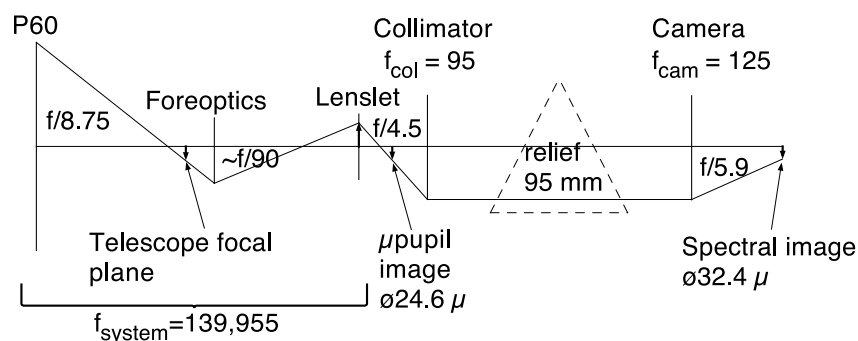 P60
Collimator
f_col = 95
Camera
f_cam = 125
Foreoptics
Lenslet
f/8.75
f/4.5
~f/90
relief
95 mm
f/5.9
Telescope focal
plane
µpupil
image
ø24.6 µ
Spectral image
ø32.4 µ
f_system=139,955